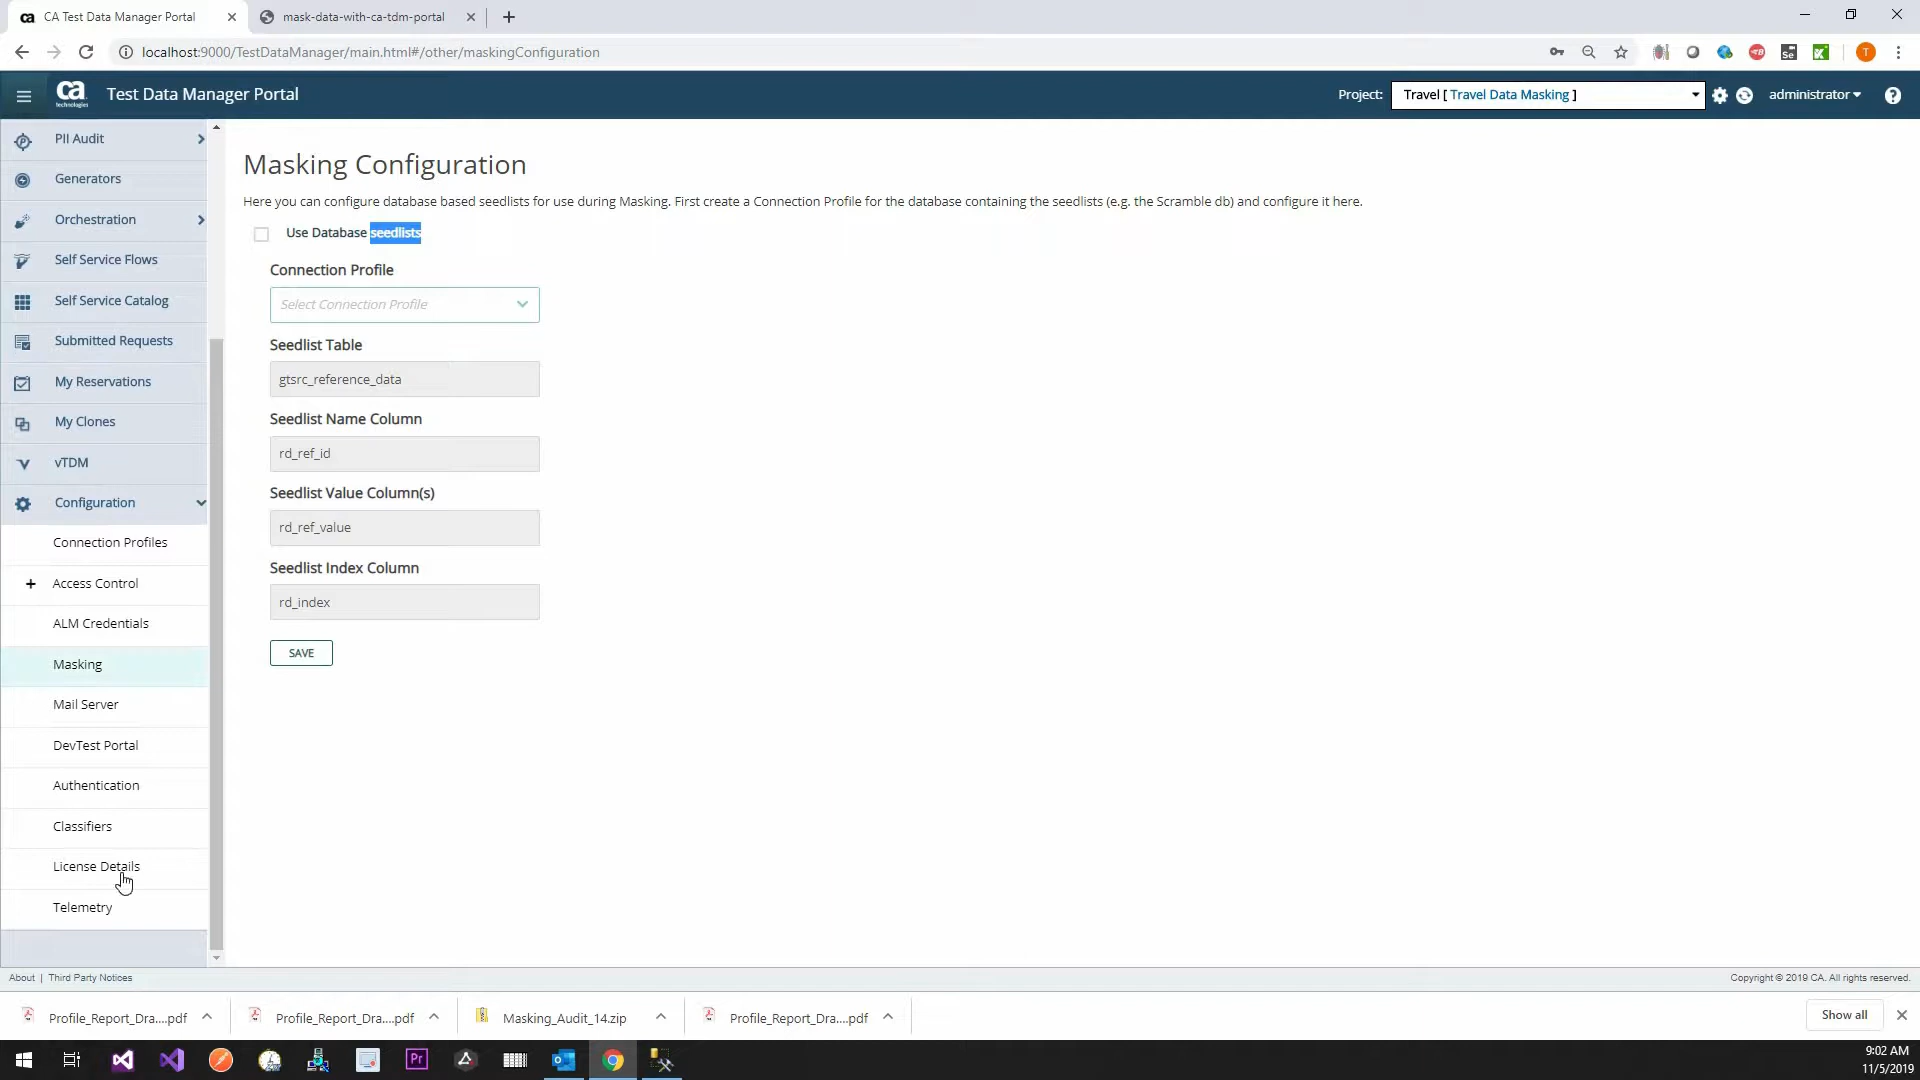 CA Test Data Manager Portal
mask-data-with-ca-tdm-portal
localhost:9000/TestDataManager/main.html#/other/maskingConfiguration
T
ca
technologies
Test Data Manager Portal
Project:
Travel [ Travel Data Masking ]
administrator
PII Audit
Generators
Orchestration
Self Service Flows
Self Service Catalog
Submitted Requests
My Reservations
My Clones
vTDM
Configuration
Connection Profiles
+ Access Control
ALM Credentials
Masking
Mail Server
DevTest Portal
Authentication
Classifiers
License Details
Telemetry
Masking Configuration
Here you can configure database based seedlists for use during Masking. First create a Connection Profile for the database containing the seedlists (e.g. the Scramble db) and configure it here.
Use Database seedlists
Connection Profile
Select Connection Profile
Seedlist Table
gtsrc_reference_data
Seedlist Name Column
rd_ref_id
Seedlist Value Column(s)
rd_ref_value
Seedlist Index Column
rd_index
SAVE
About | Third Party Notices
Copyright © 2019 CA. All rights reserved.
Profile_Report_Dra....pdf
Profile_Report_Dra....pdf
Masking_Audit_14.zip
Profile_Report_Dra....pdf
Show all
Pr
9:02 AM
11/5/2019